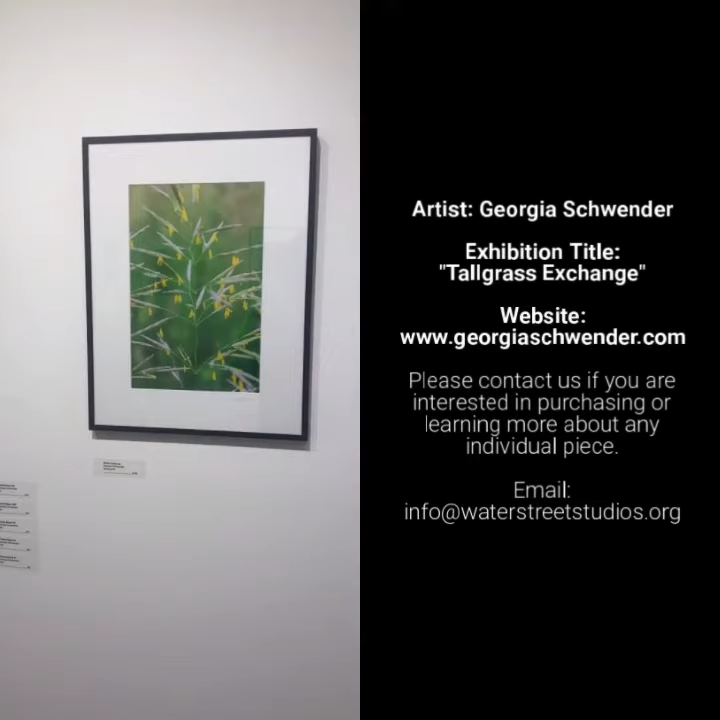 Artist: Georgia Schwender
Exhibition Title:
"Tallgrass Exchange"
Website:
www.georgiaschwender.com
Please contact us if you are
interested in purchasing or
learning more about any
individual piece.
Email:
info@waterstreetstudios.org